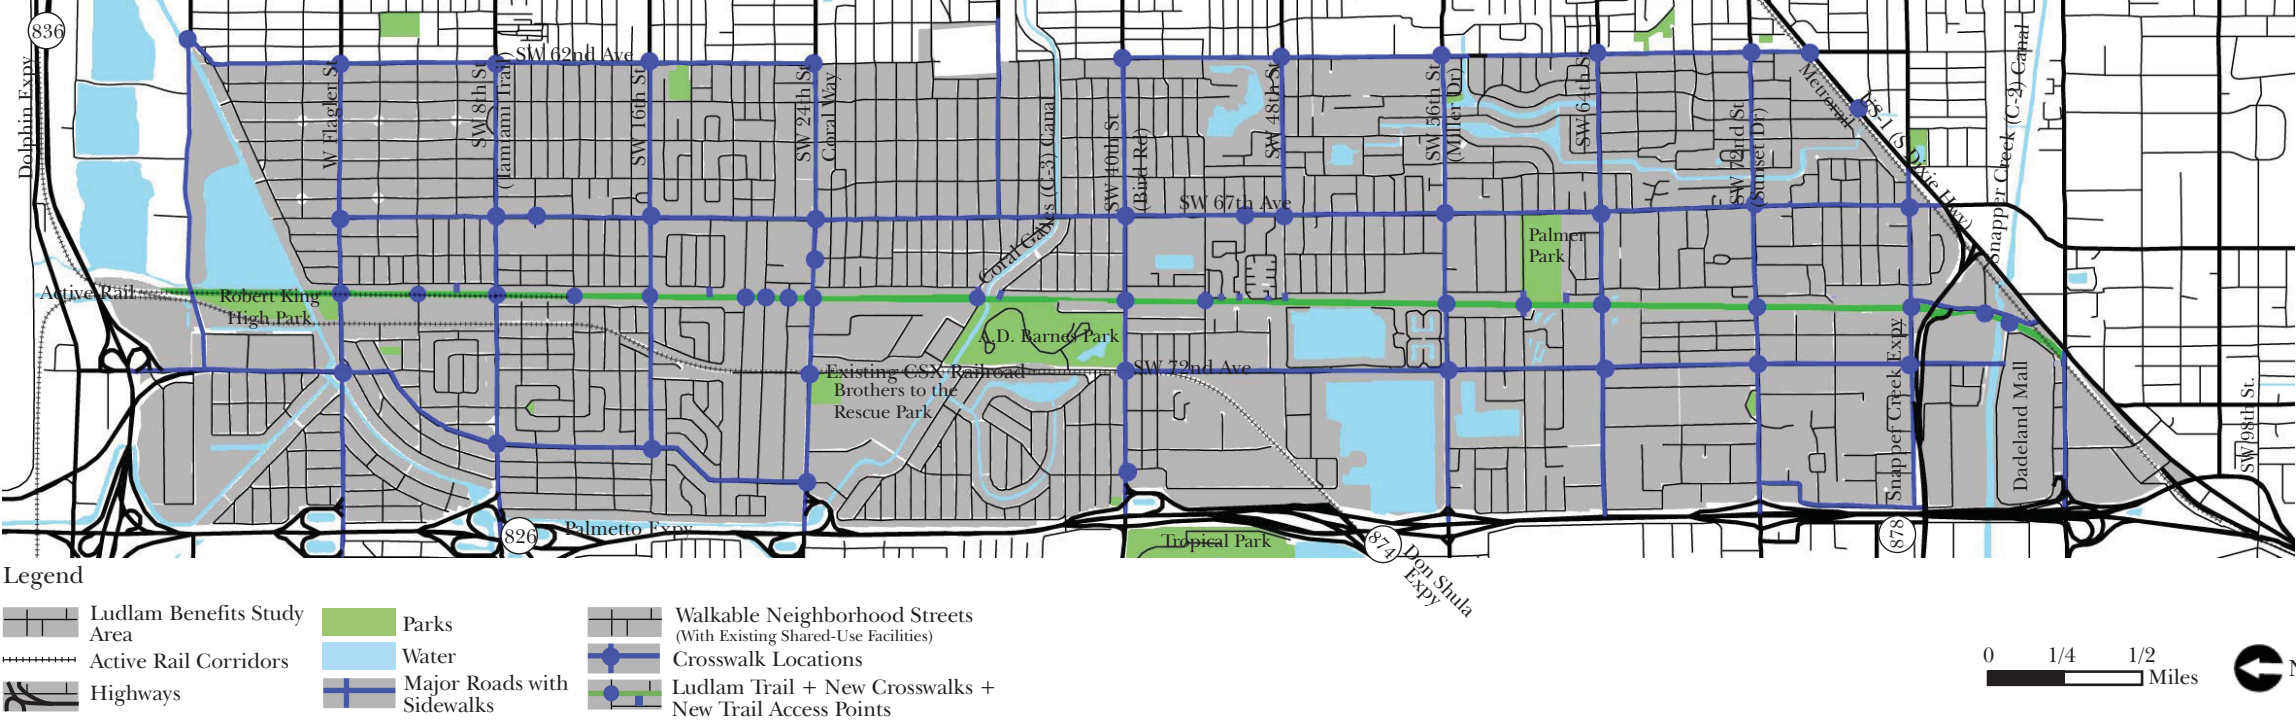 836
Dolphin Expy
SW 62nd Ave
W Flagler St
SW 8th St
(Tamiami Trail)
SW 16th St
SW 24th St
Coral Way
Coral Gables (C-3) Canal
SW 40th St
(Bird Rd)
SW 48th St
SW 56th St
(Miller Dr)
SW 64th St
SW 72nd St
(Sunset Dr)
Metrorail
US-1 (S Dixie Hwy)
Snapper Creek (C-2) Canal
SW 67th Ave
Palmer
Park
Active Rail
Robert King
High Park
A.D. Barnes Park
Existing CSX Railroad
SW 72nd Ave
Brothers to the
Rescue Park
Snapper Creek Expy
Dadeland Mall
SW 98th St.
826
Palmetto Expy
Tropical Park
874
Don Shula
Expy
878
Legend
Ludlam Benefits Study
Area
Active Rail Corridors
Highways
Parks
Water
Major Roads with
Sidewalks
Walkable Neighborhood Streets
(With Existing Shared-Use Facilities)
Crosswalk Locations
Ludlam Trail + New Crosswalks +
New Trail Access Points
0 1/4 1/2
Miles
N